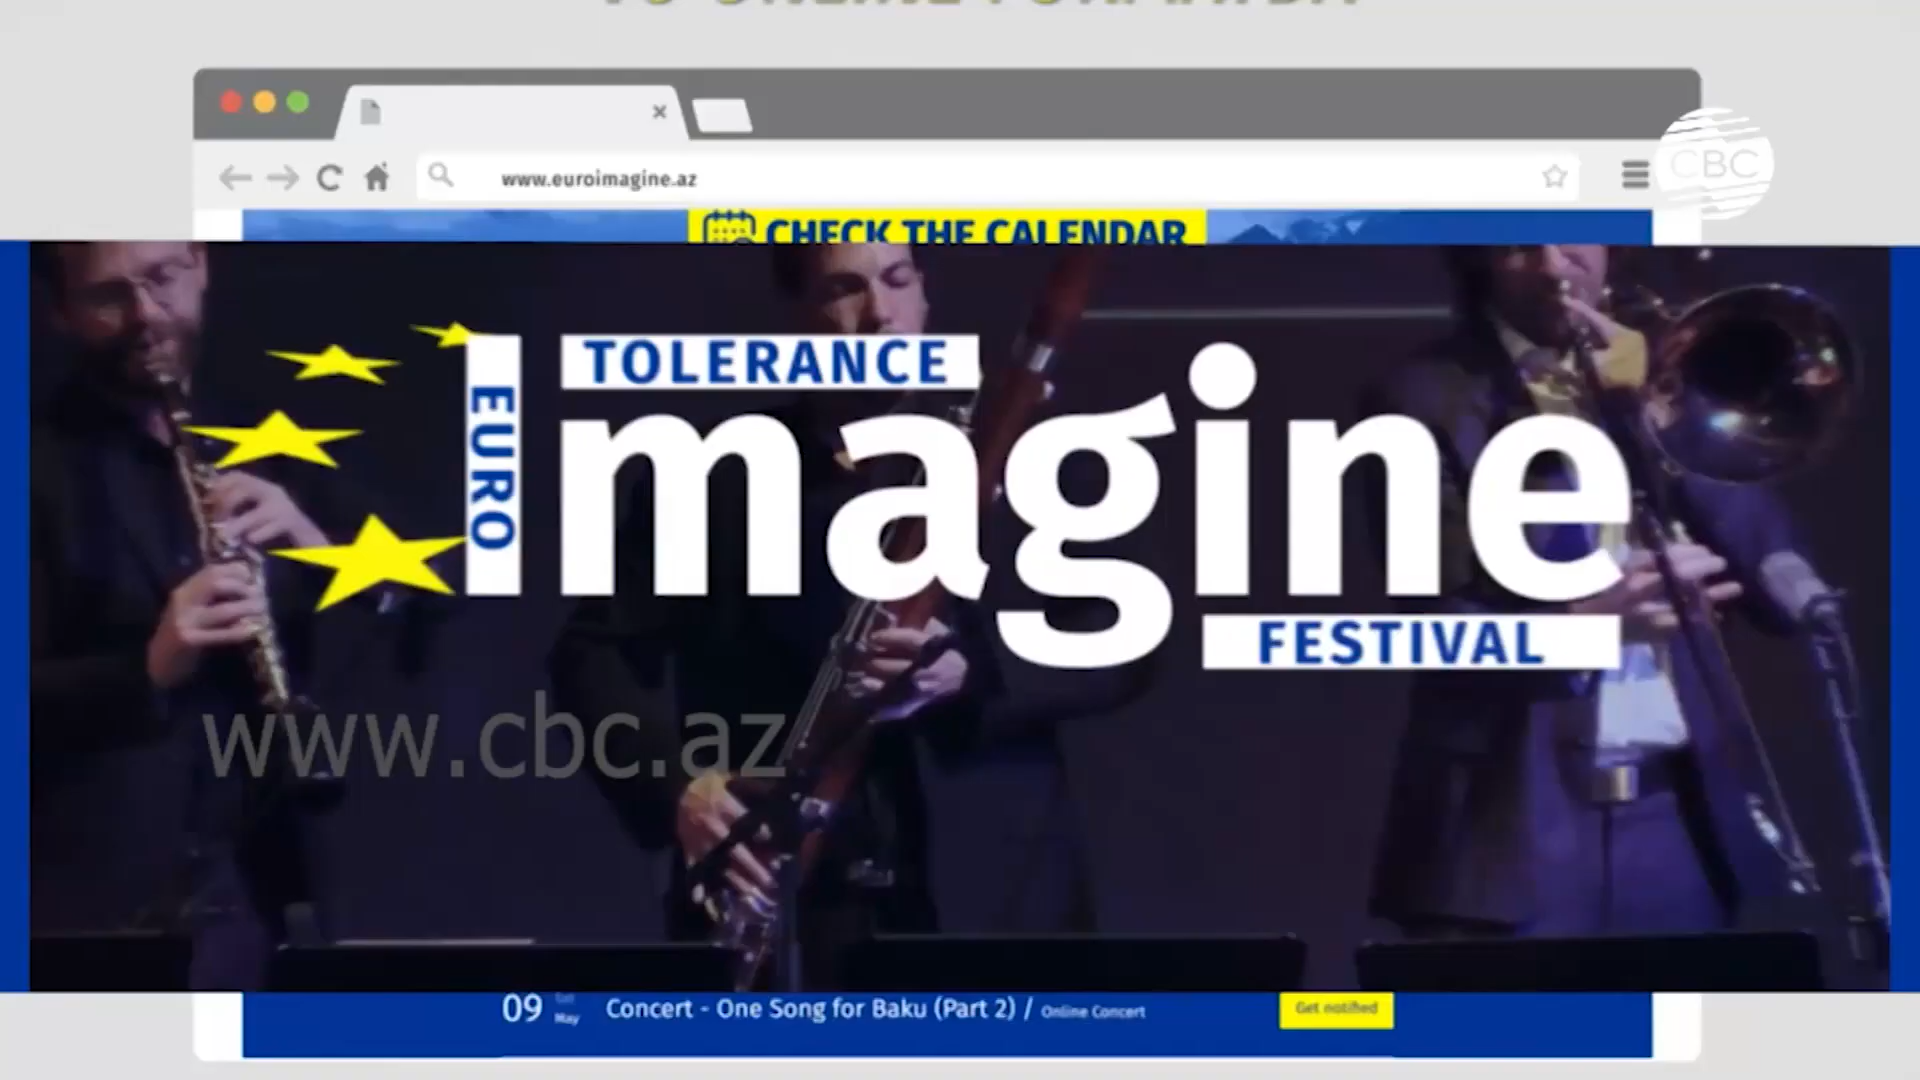 CBC
www.euroimagine.az
CHECK THE CALENDAR
TOLERANCE
EURO
Imagine
FESTIVAL
www.cbc.az
09 May
Concert - One Song for Baku (Part 2) / Online Concert
Get notified